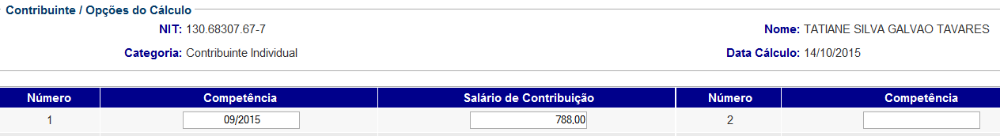 Contribuinte / Opções do Cálculo
NIT: 130.68307.67-7 Nome: TATIANE SILVA GALVAO TAVARES
Categoria: Contribuinte Individual Data Cálculo: 14/10/2015
Número Competência Salário de Contribuição Número Competência
1 09/2015 788,00 2